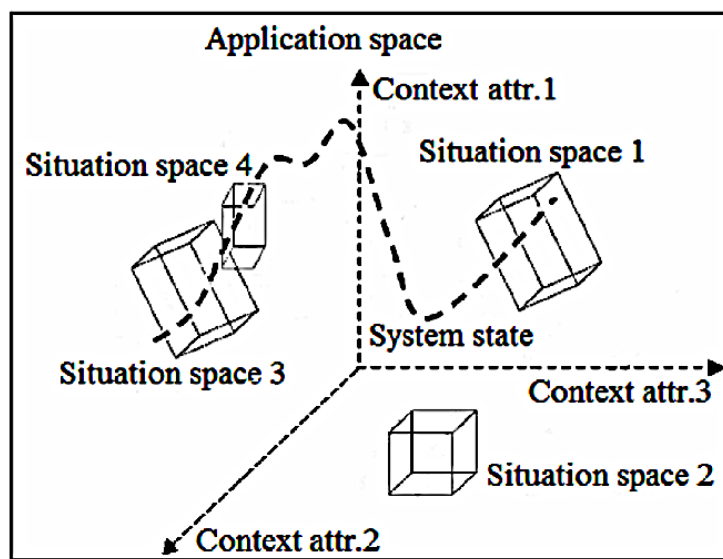 Application space
Context attr.1
Situation space 1
Situation space 4
System state
Situation space 3
Context attr.3
Situation space 2
Context attr.2